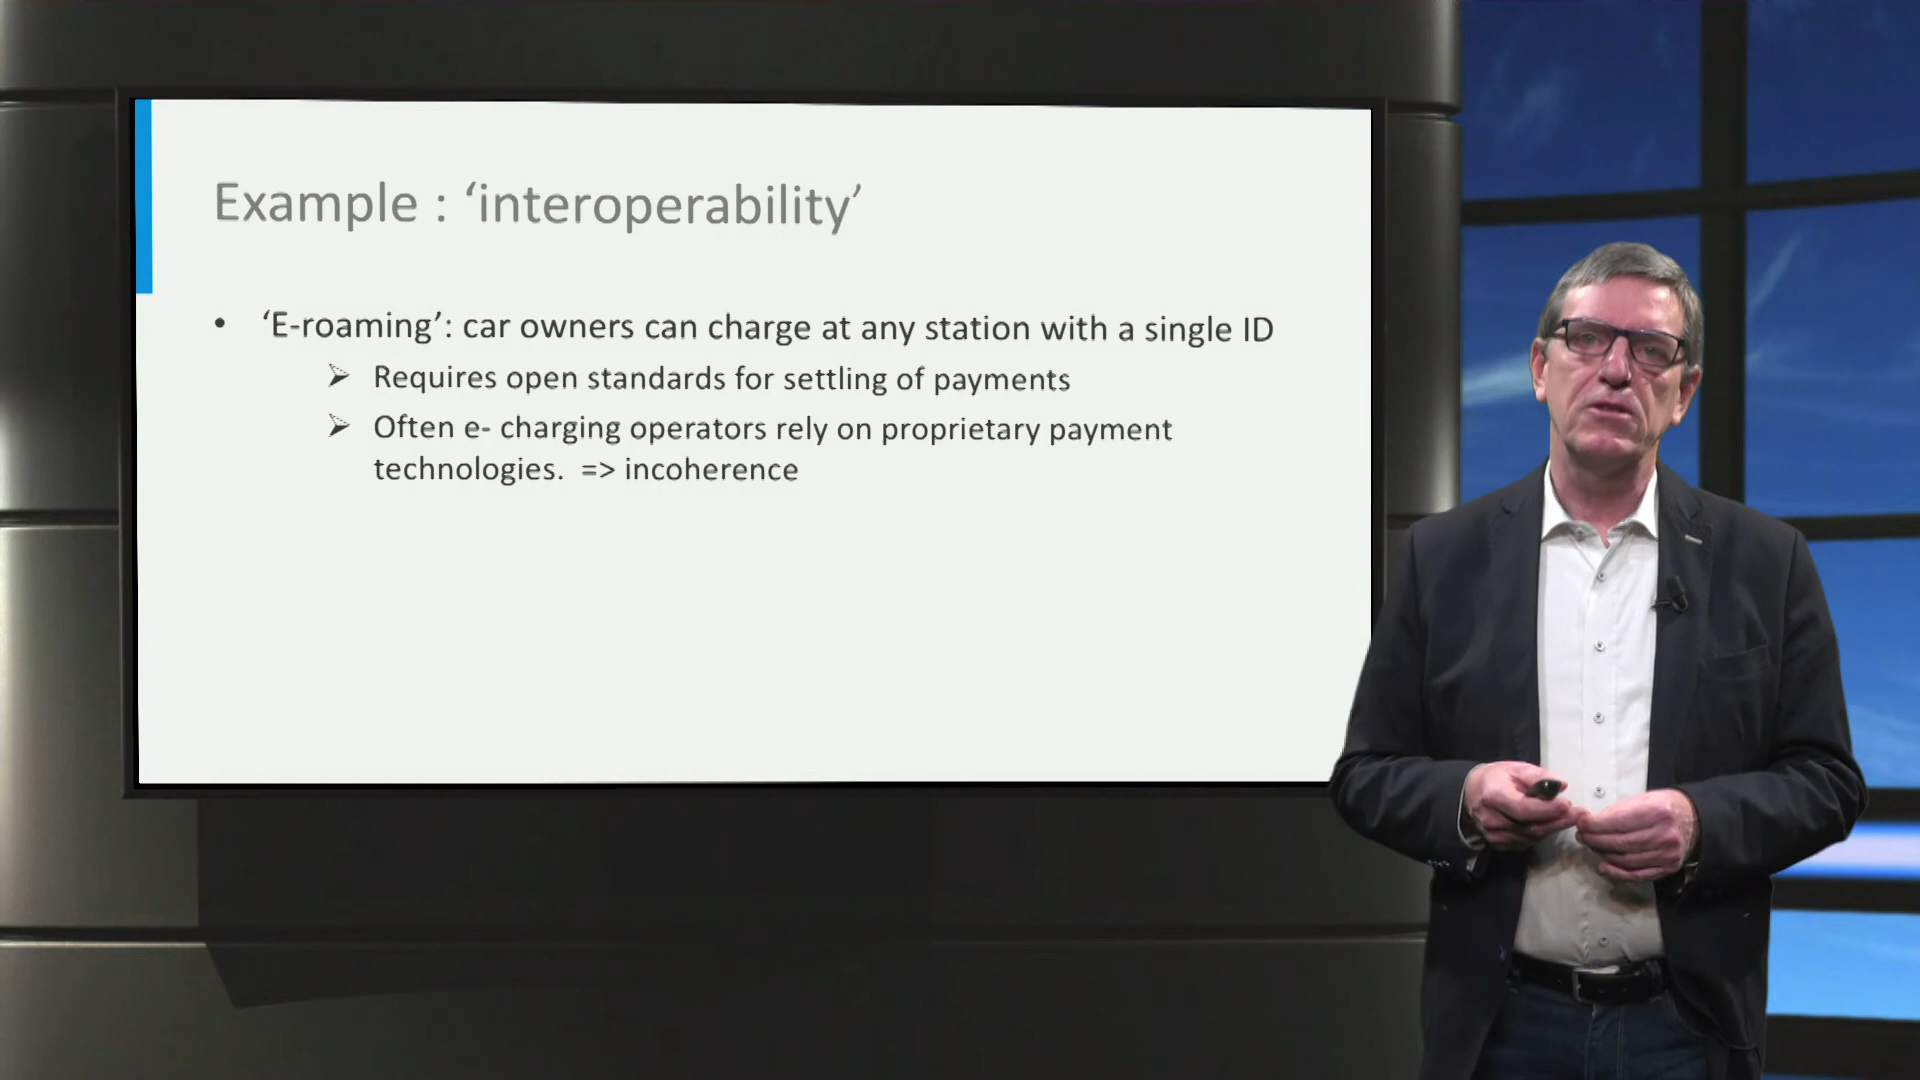 Example : ‘interoperability’
• ‘E-roaming’: car owners can charge at any station with a single ID
➢ Requires open standards for settling of payments
➢ Often e- charging operators rely on proprietary payment
technologies.  => incoherence